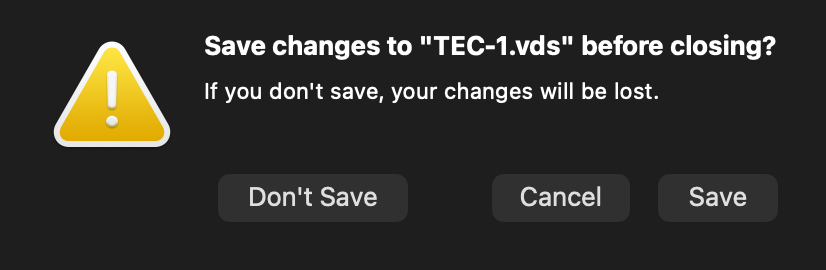 Save changes to "TEC-1.vds" before closing?
If you don't save, your changes will be lost.
Don't Save
Cancel
Save